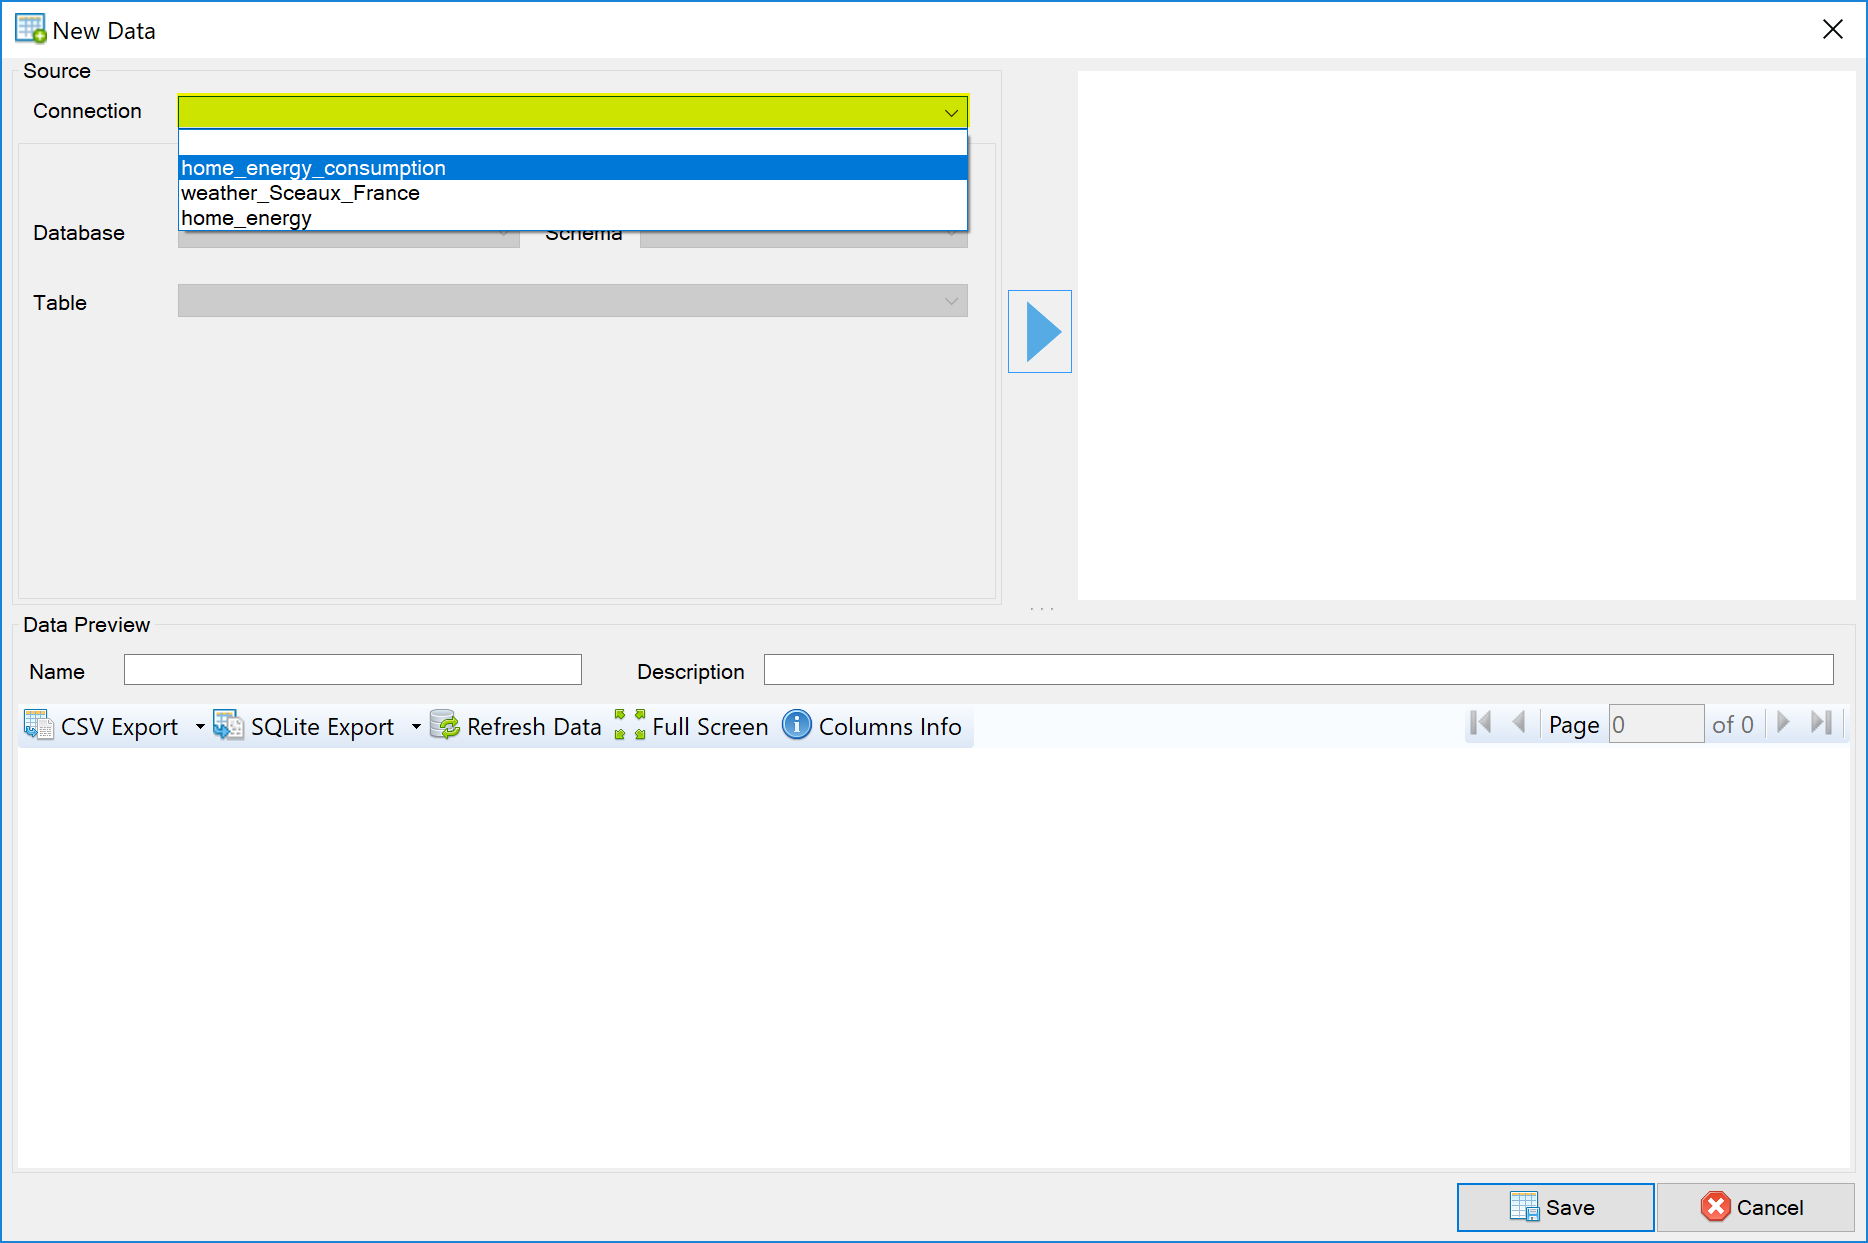 New Data
Source
Connection
home_energy_consumption
weather_Sceaux_France
home_energy
Database
Schema
Table
...
Data Preview
Name
Description
CSV Export
SQLite Export
Refresh Data
Full Screen
Columns Info
Page 0 of 0
Save
Cancel